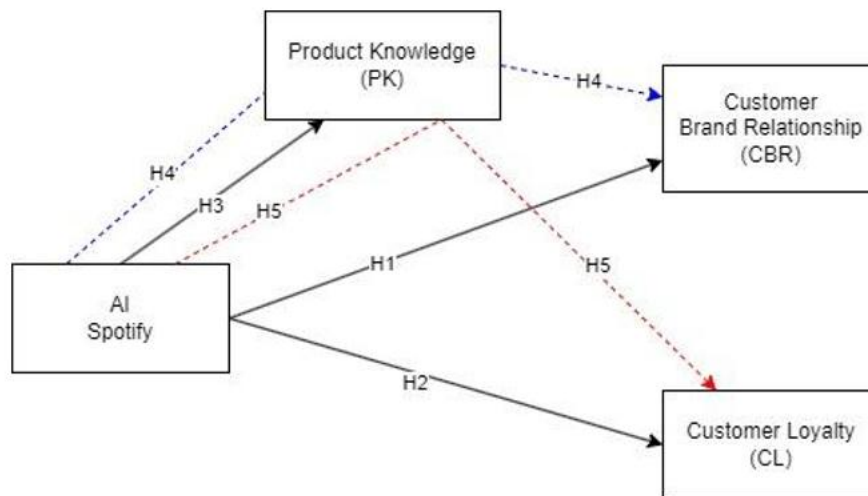 Product Knowledge
(PK)
H4
Customer
Brand Relationship
(CBR)
H4
H3
H5
H1
H5
AI
Spotify
H2
Customer Loyalty
(CL)